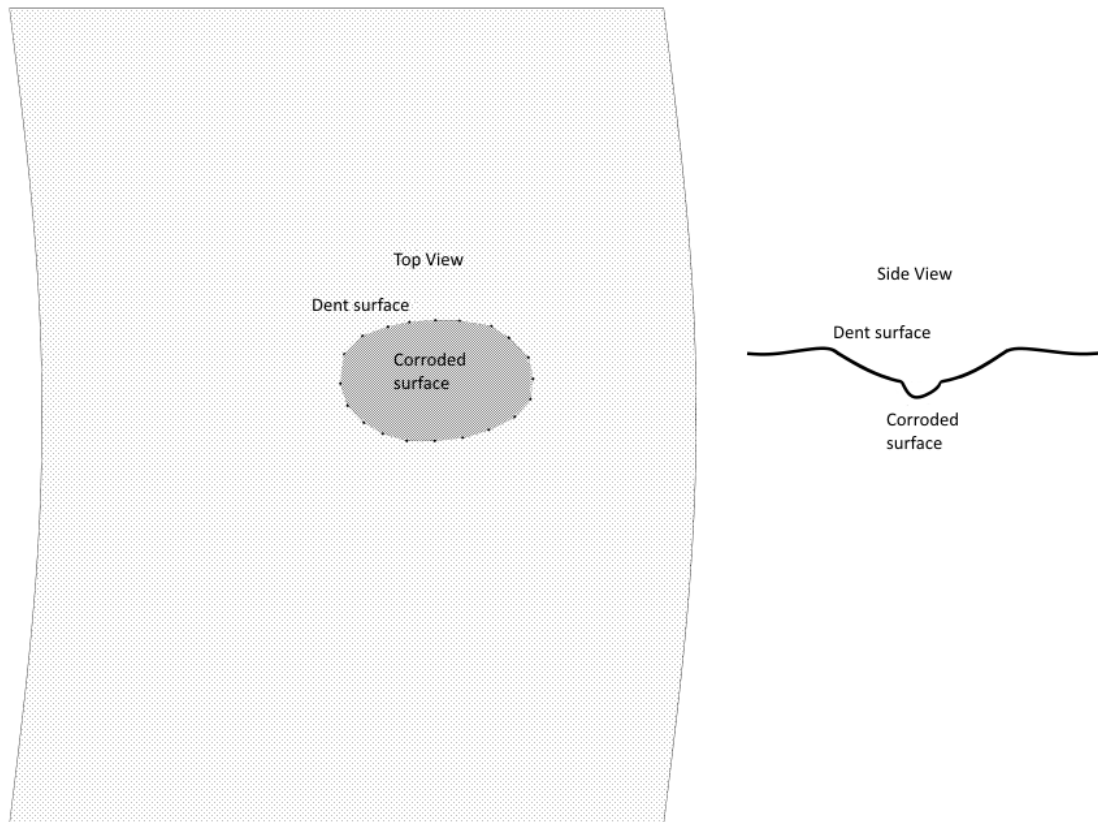 Top View
Dent surface
Corroded
surface
Side View
Dent surface
Corroded
surface